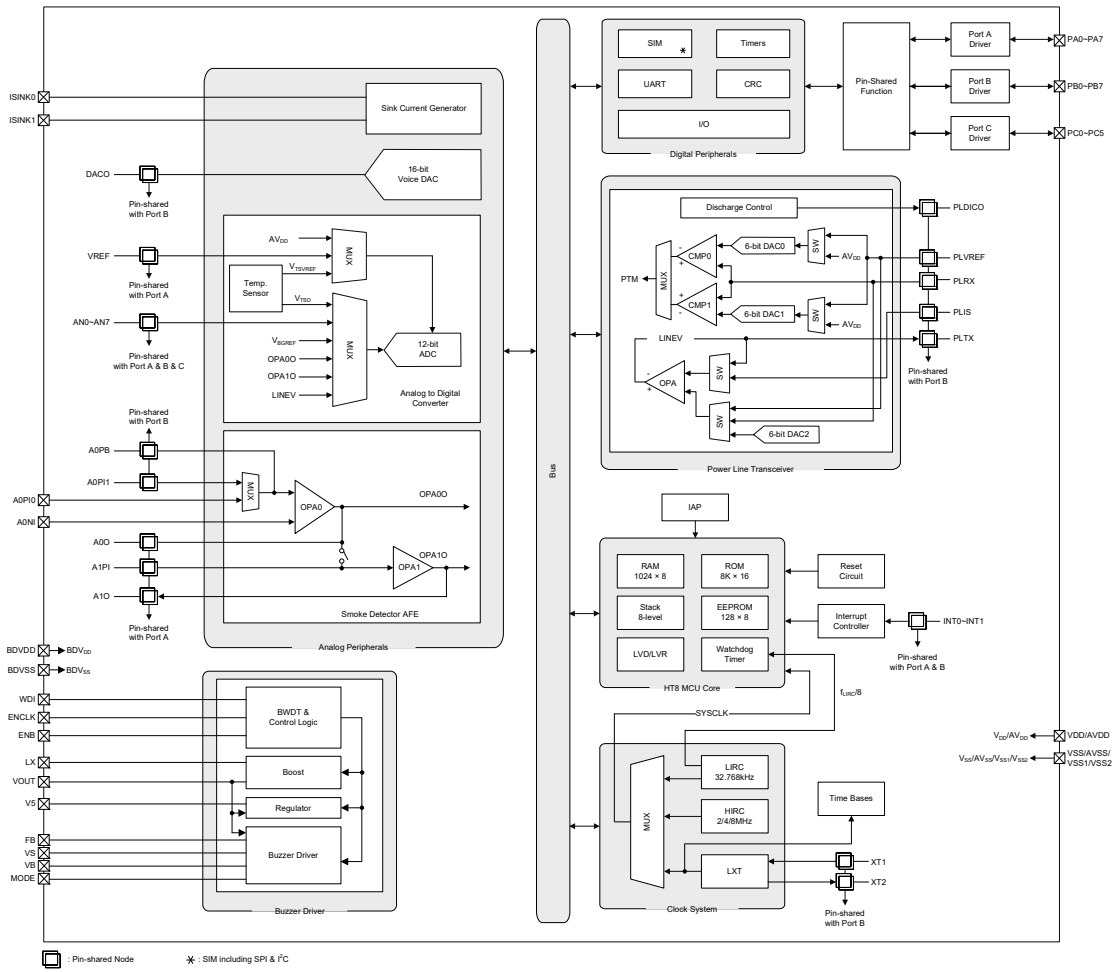 ISINK0
ISINK1
DACO
Pin-shared
with Port B
VREF
Pin-shared
with Port A
AN0~AN7
Pin-shared
with Port A & B & C
Pin-shared
with Port B
A0PB
A0PI1
A0PI0
A0NI
A0O
A1PI
A1O
Pin-shared
with Port A
Sink Current Generator
16-bit
Voice DAC
AVDD
VTSVREF
MUX
Temp.
Sensor
VTSO
VBGREF
OPA0O
OPA1O
LINEV
MUX
12-bit
ADC
Analog to Digital
Converter
MUX
OPA0
OPA0O
OPA1
OPA1O
Smoke Detector AFE
Analog Peripherals
BDVDD
BDVDD
BDVSS
BDVSS
WDI
ENCLK
ENB
LX
VOUT
V5
FB
VS
VB
MODE
BWDT &
Control Logic
Boost
Regulator
Buzzer Driver
Buzzer Driver
Bus
SIM
*
Timers
UART
CRC
I/O
Digital Peripherals
Pin-Shared
Function
Port A
Driver
Port B
Driver
Port C
Driver
PA0~PA7
PB0~PB7
PC0~PC5
Discharge Control
PLDICO
PTM
MUX
-
CMP0
+
6-bit DAC0
SW
AVDD
PLVREF
PLRX
+
CMP1
-
6-bit DAC1
SW
AVDD
PLIS
LINEV
PLTX
Pin-shared
with Port B
-
OPA
+
SW
SW
6-bit DAC2
Power Line Transceiver
IAP
RAM
1024 × 8
ROM
8K × 16
Stack
8-level
EEPROM
128 × 8
LVD/LVR
Watchdog
Timer
HT8 MCU Core
Reset
Circuit
Interrupt
Controller
INT0~INT1
Pin-shared
with Port A & B
fLIRC/8
SYSCLK
VDD/AVDD
VDD/AVDD
VSS/AVSS/VSS1/VSS2
VSS/AVSS/
VSS1/VSS2
MUX
LIRC
32.768kHz
HIRC
2/4/8MHz
LXT
Clock System
Time Bases
XT1
XT2
Pin-shared
with Port B
: Pin-shared Node
* : SIM including SPI & I²C